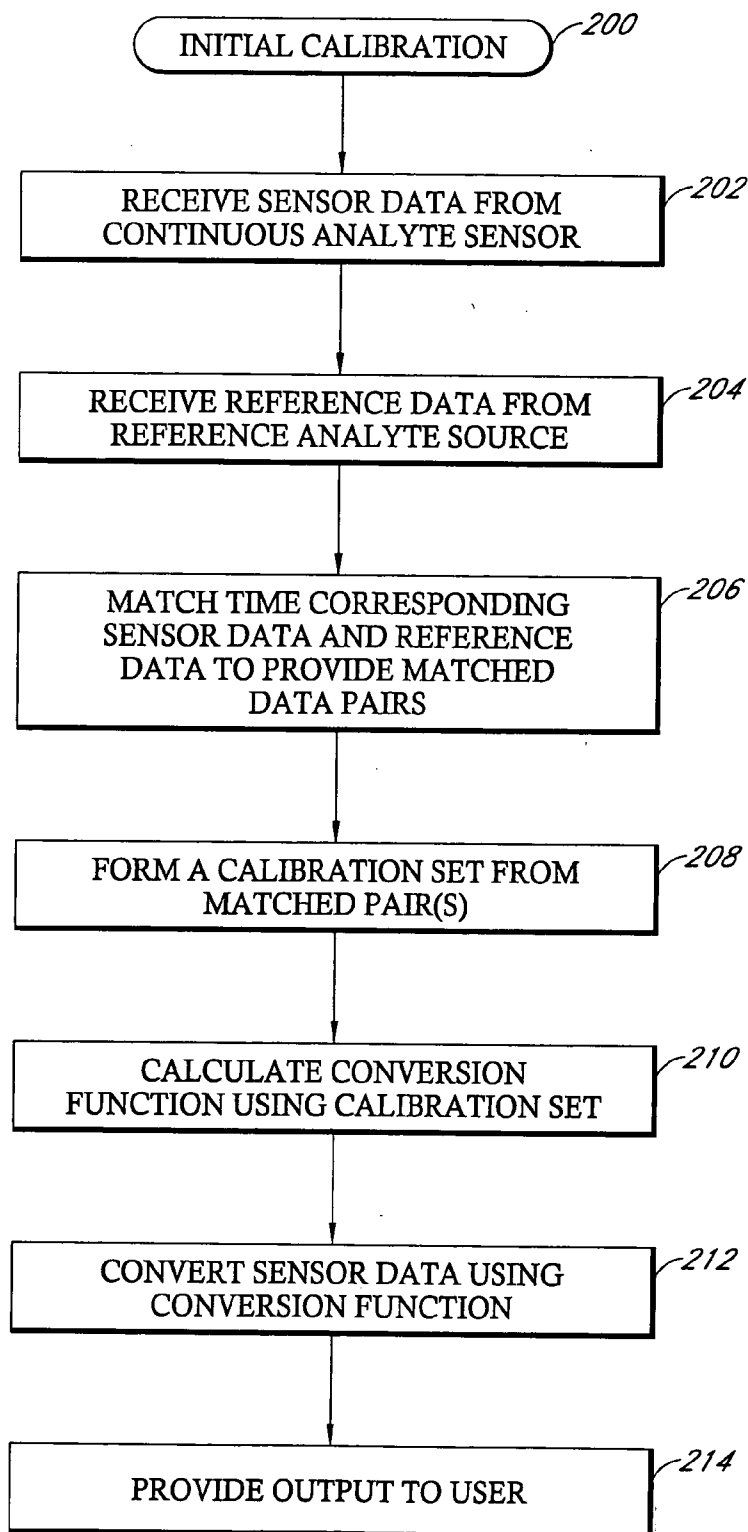 INITIAL CALIBRATION
200
RECEIVE SENSOR DATA FROM
CONTINUOUS ANALYTE SENSOR
202
RECEIVE REFERENCE DATA FROM
REFERENCE ANALYTE SOURCE
204
MATCH TIME CORRESPONDING
SENSOR DATA AND REFERENCE
DATA TO PROVIDE MATCHED
DATA PAIRS
206
FORM A CALIBRATION SET FROM
MATCHED PAIR(S)
208
CALCULATE CONVERSION
FUNCTION USING CALIBRATION SET
210
CONVERT SENSOR DATA USING
CONVERSION FUNCTION
212
PROVIDE OUTPUT TO USER
214